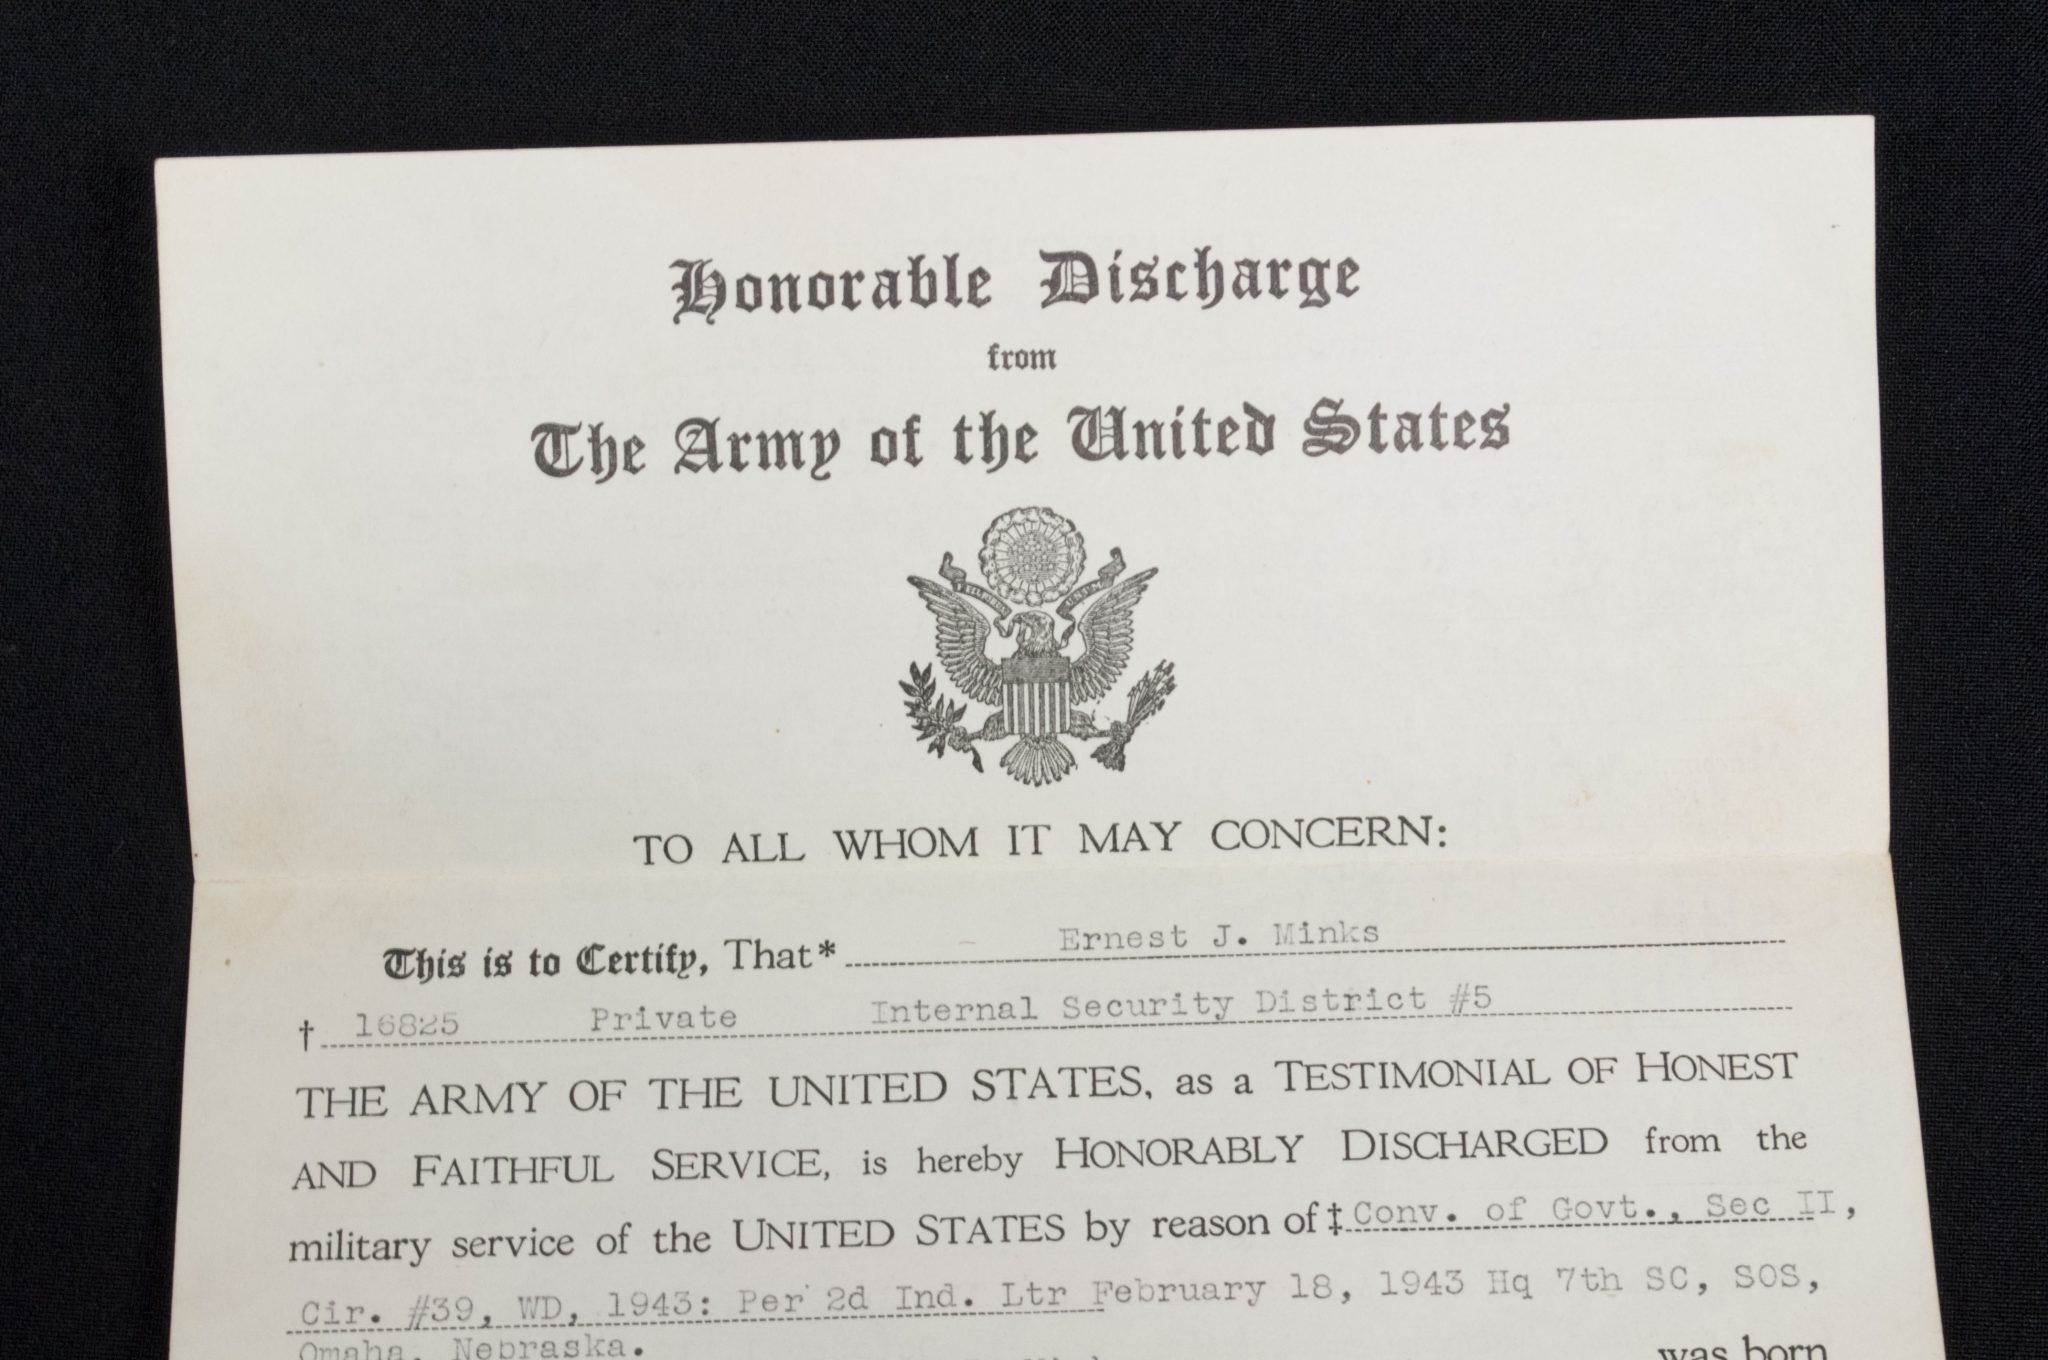 Honorable Discharge
from
The Army of the United States
TO ALL WHOM IT MAY CONCERN:
This is to Certify, That* Ernest J. Minks
† 16825 Private Internal Security District #5
THE ARMY OF THE UNITED STATES, as a TESTIMONIAL OF HONEST
AND FAITHFUL SERVICE, is hereby HONORABLY DISCHARGED from the
military service of the UNITED STATES by reason of ‡ Conv. of Govt., Sec II,
Cir. #39, WD, 1943: Per 2d Ind. Ltr February 18, 1943 Hq 7th SC, SOS,
Omaha, Nebraska. was born